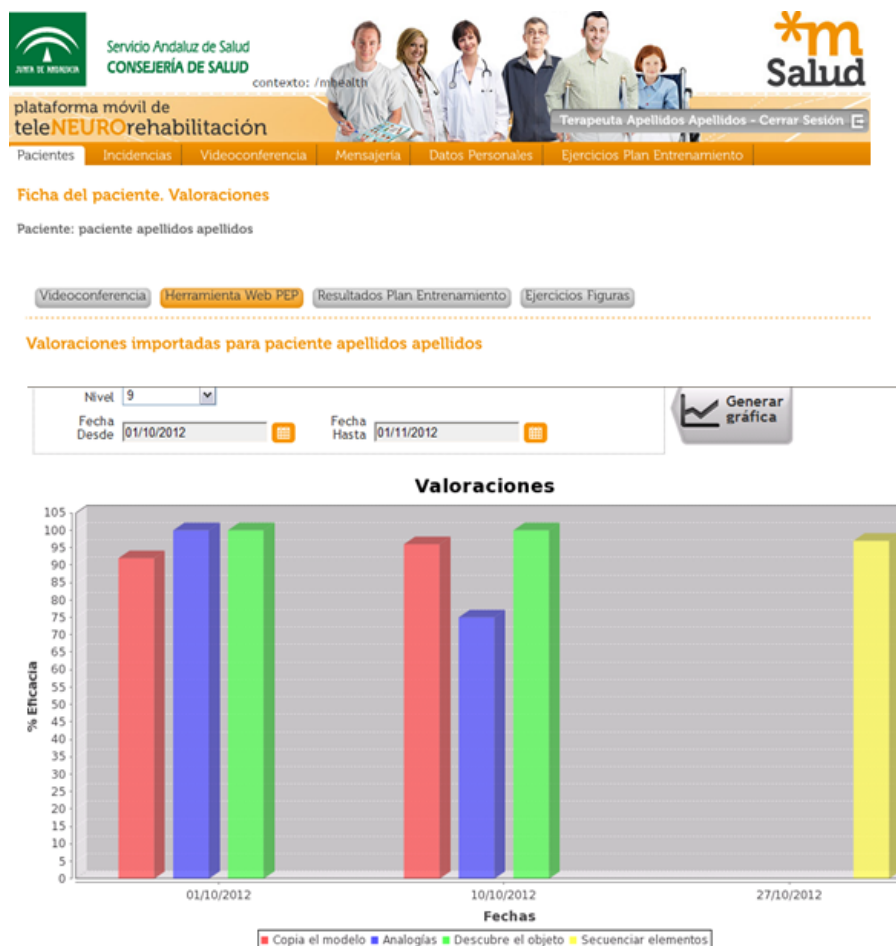 JUNTA DE ANDALUCIA
Servicio Andaluz de Salud
CONSEJERÍA DE SALUD
contexto: /mhealth
*m
Salud
plataforma móvil de
teleNEUROrehabilitación
Terapeuta Apellidos Apellidos - Cerrar Sesión
Pacientes Incidencias Videoconferencia Mensajería Datos Personales Ejercicios Plan Entrenamiento
Ficha del paciente. Valoraciones
Paciente: paciente apellidos apellidos
Videoconferencia Herramienta Web PEP Resultados Plan Entrenamiento Ejercicios Figuras
Valoraciones importadas para paciente apellidos apellidos
Nivel 9
Fecha Desde 01/10/2012 Fecha Hasta 01/11/2012
Generar
gráfica
Valoraciones
105
100
95
90
85
80
75
70
65
60
55
50
45
40
35
30
25
20
15
10
5
0
% Eficacia
01/10/2012 10/10/2012 27/10/2012
Fechas
Copia el modelo Analogías Descubre el objeto Secuenciar elementos